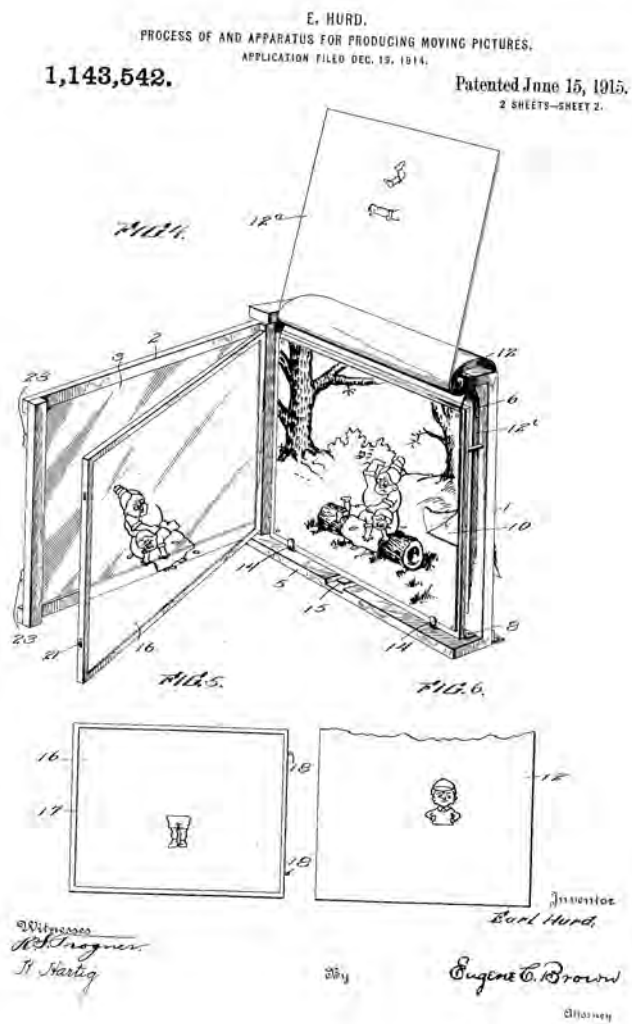 E. HURD.
PROCESS OF AND APPARATUS FOR PRODUCING MOVING PICTURES.
APPLICATION FILED DEC. 19, 1914.
1,143,542.
Patented June 15, 1915.
2 SHEETS—SHEET 2.
FIG. 4.
12ª
2
3
23
12
6
1
10
14
5
15
14
8
23
21
16
FIG. 5.
FIG. 6.
16
17
18
18
12
Inventor
Earl Hurd,
Witnesses
By
Eugene C. Brown
Attorney